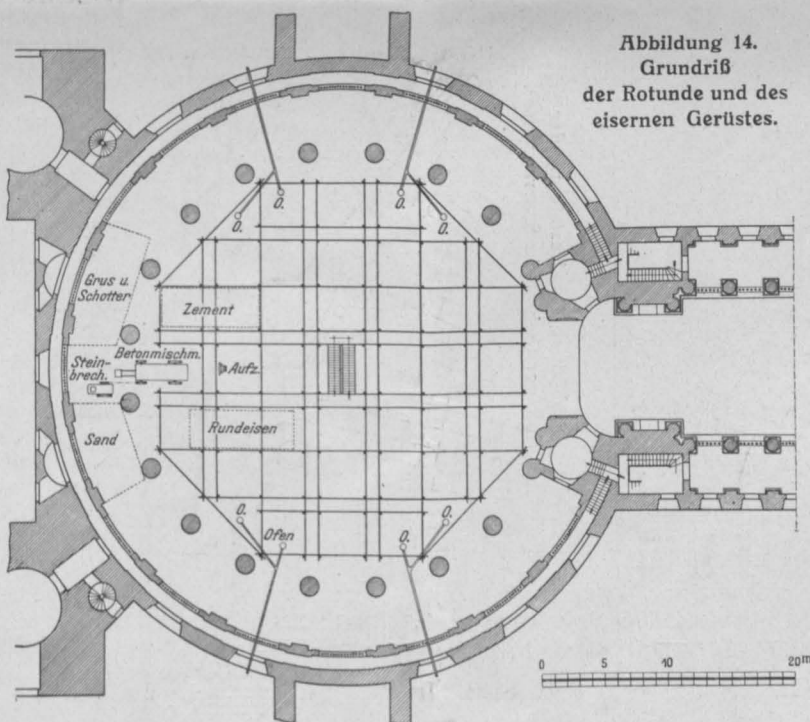 Abbildung 14.
Grundriß
der Rotunde und des
eisernen Gerüstes.
O.
O.
O.
O.
Grus u.
Schotter
Zement
Stein-
brech.
Betonmischm.
Aufz.
Sand
Rundeisen
O.
Ofen
O.
O.
0 5 10 20m